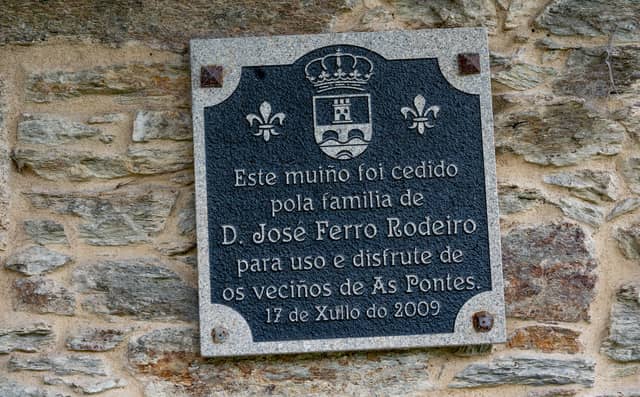 Este muiño foi cedido
pola familia de
D. José Ferro Rodeiro
para uso e disfrute de
os veciños de As Pontes.
17 de Xullo do 2009